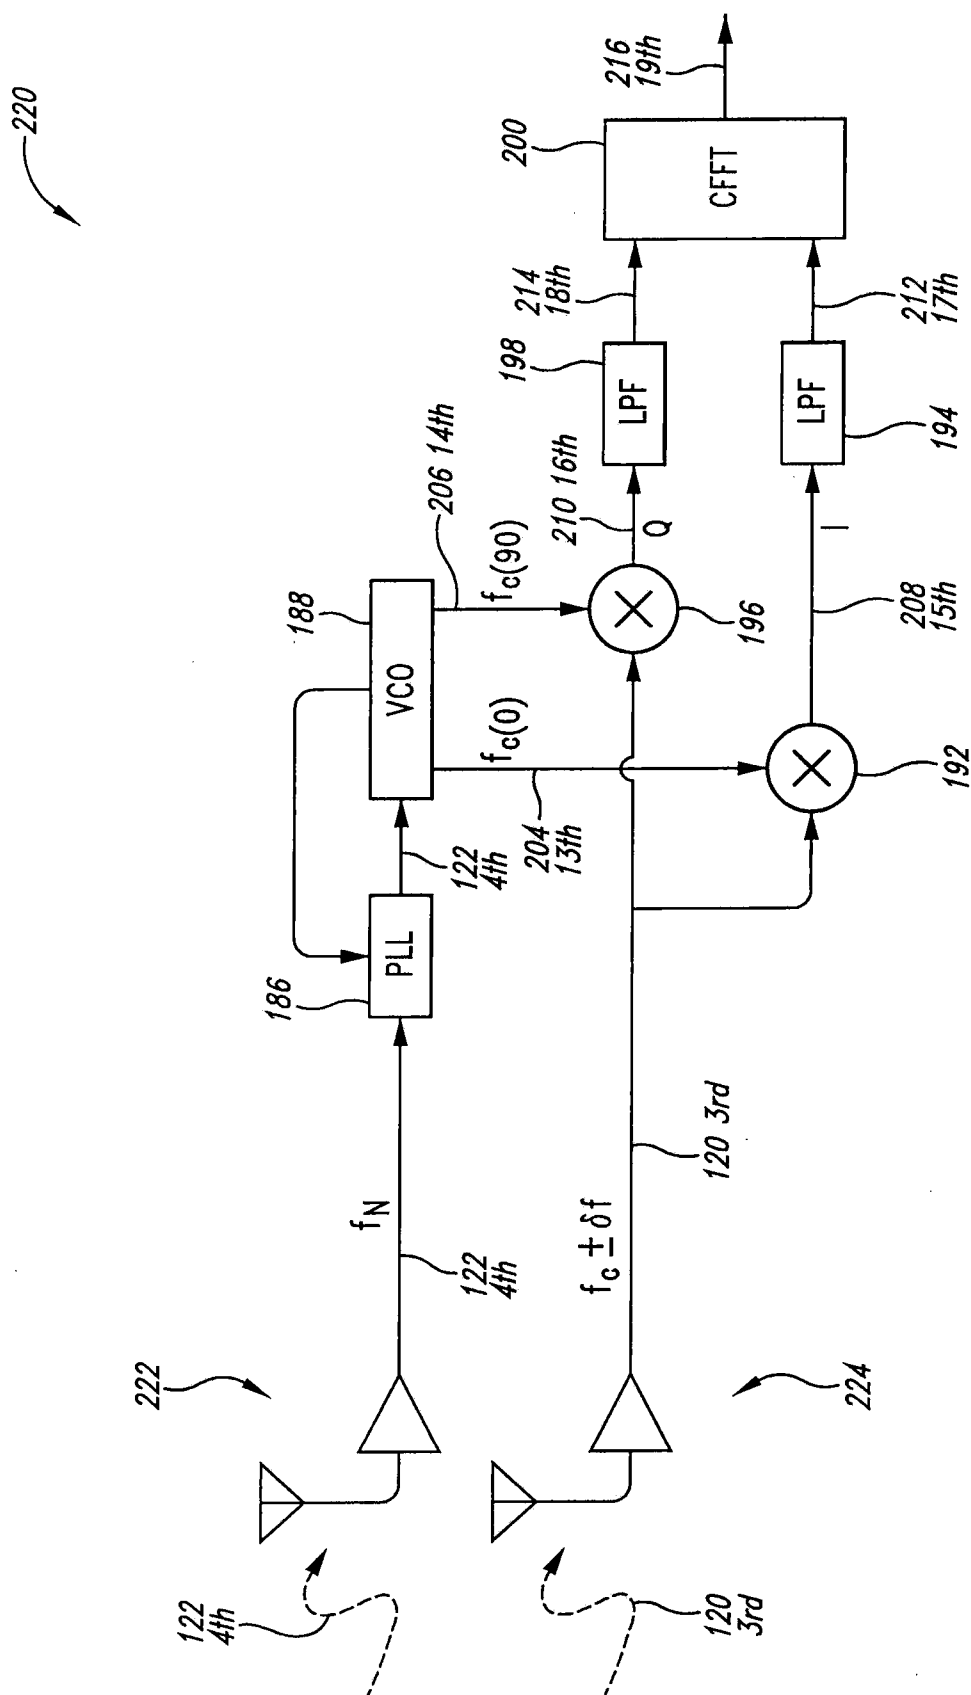 220
222
122
4th
122
4th
f_N
186
PLL
122
4th
188
VCO
204
13th
f_c(0)
206 14th
f_c(90)
120
3rd
224
f_c ± δf
120 3rd
192
208
15th
I
196
210 16th
Q
198
LPF
194
LPF
214
18th
212
17th
200
CFFT
216
19th